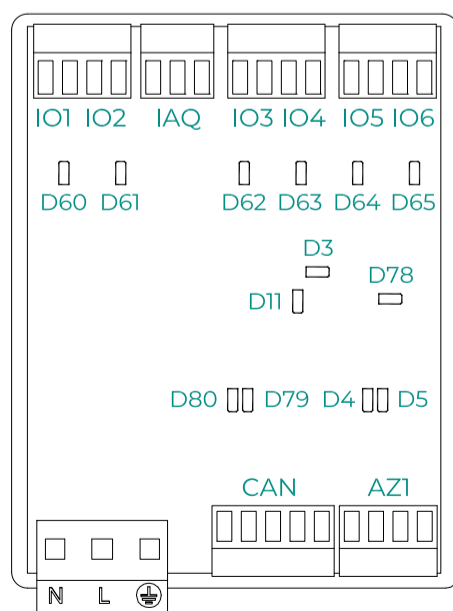 IO1 IO2 IAQ IO3 IO4 IO5 IO6
D60 D61 D62 D63 D64 D65
D3
D78
D11
D80 D79 D4 D5
CAN AZ1
N L